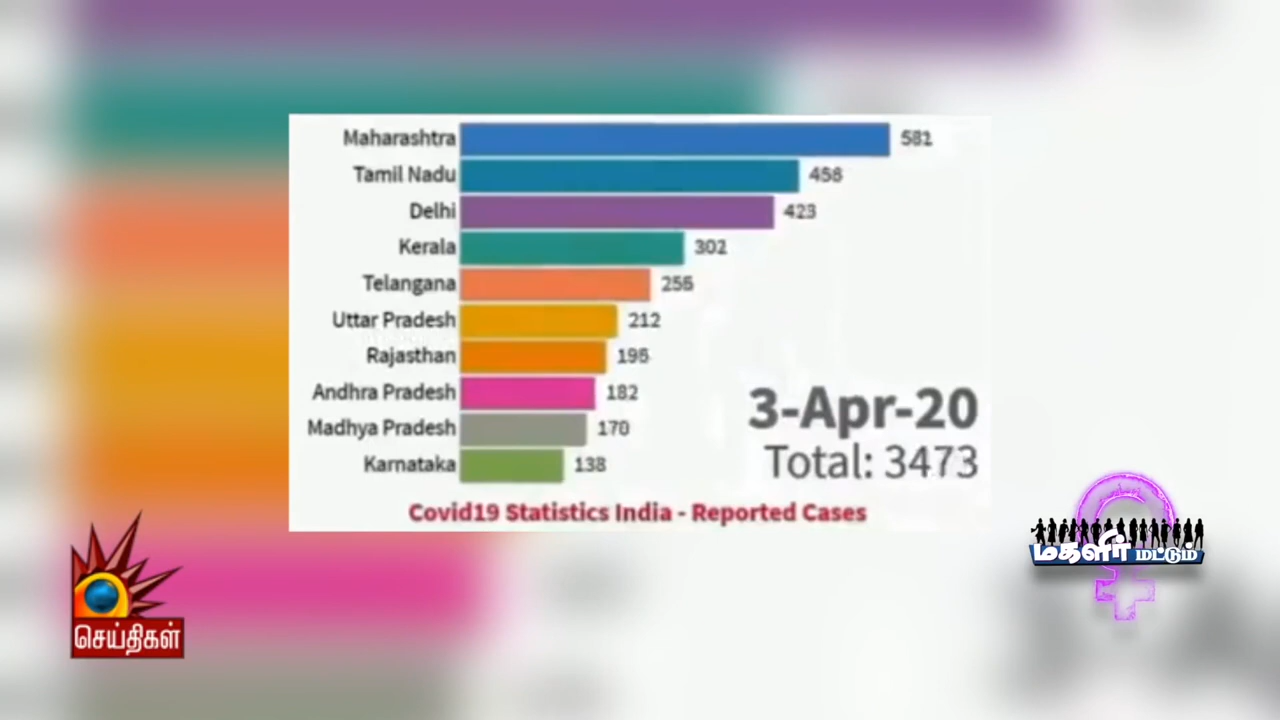 Maharashtra 581
Tamil Nadu 458
Delhi 423
Kerala 302
Telangana 256
Uttar Pradesh 212
Rajasthan 196
Andhra Pradesh 182
Madhya Pradesh 170
Karnataka 138
3-Apr-20
Total: 3473
Covid19 Statistics India - Reported Cases
மகளிர் மட்டும்
செய்திகள்